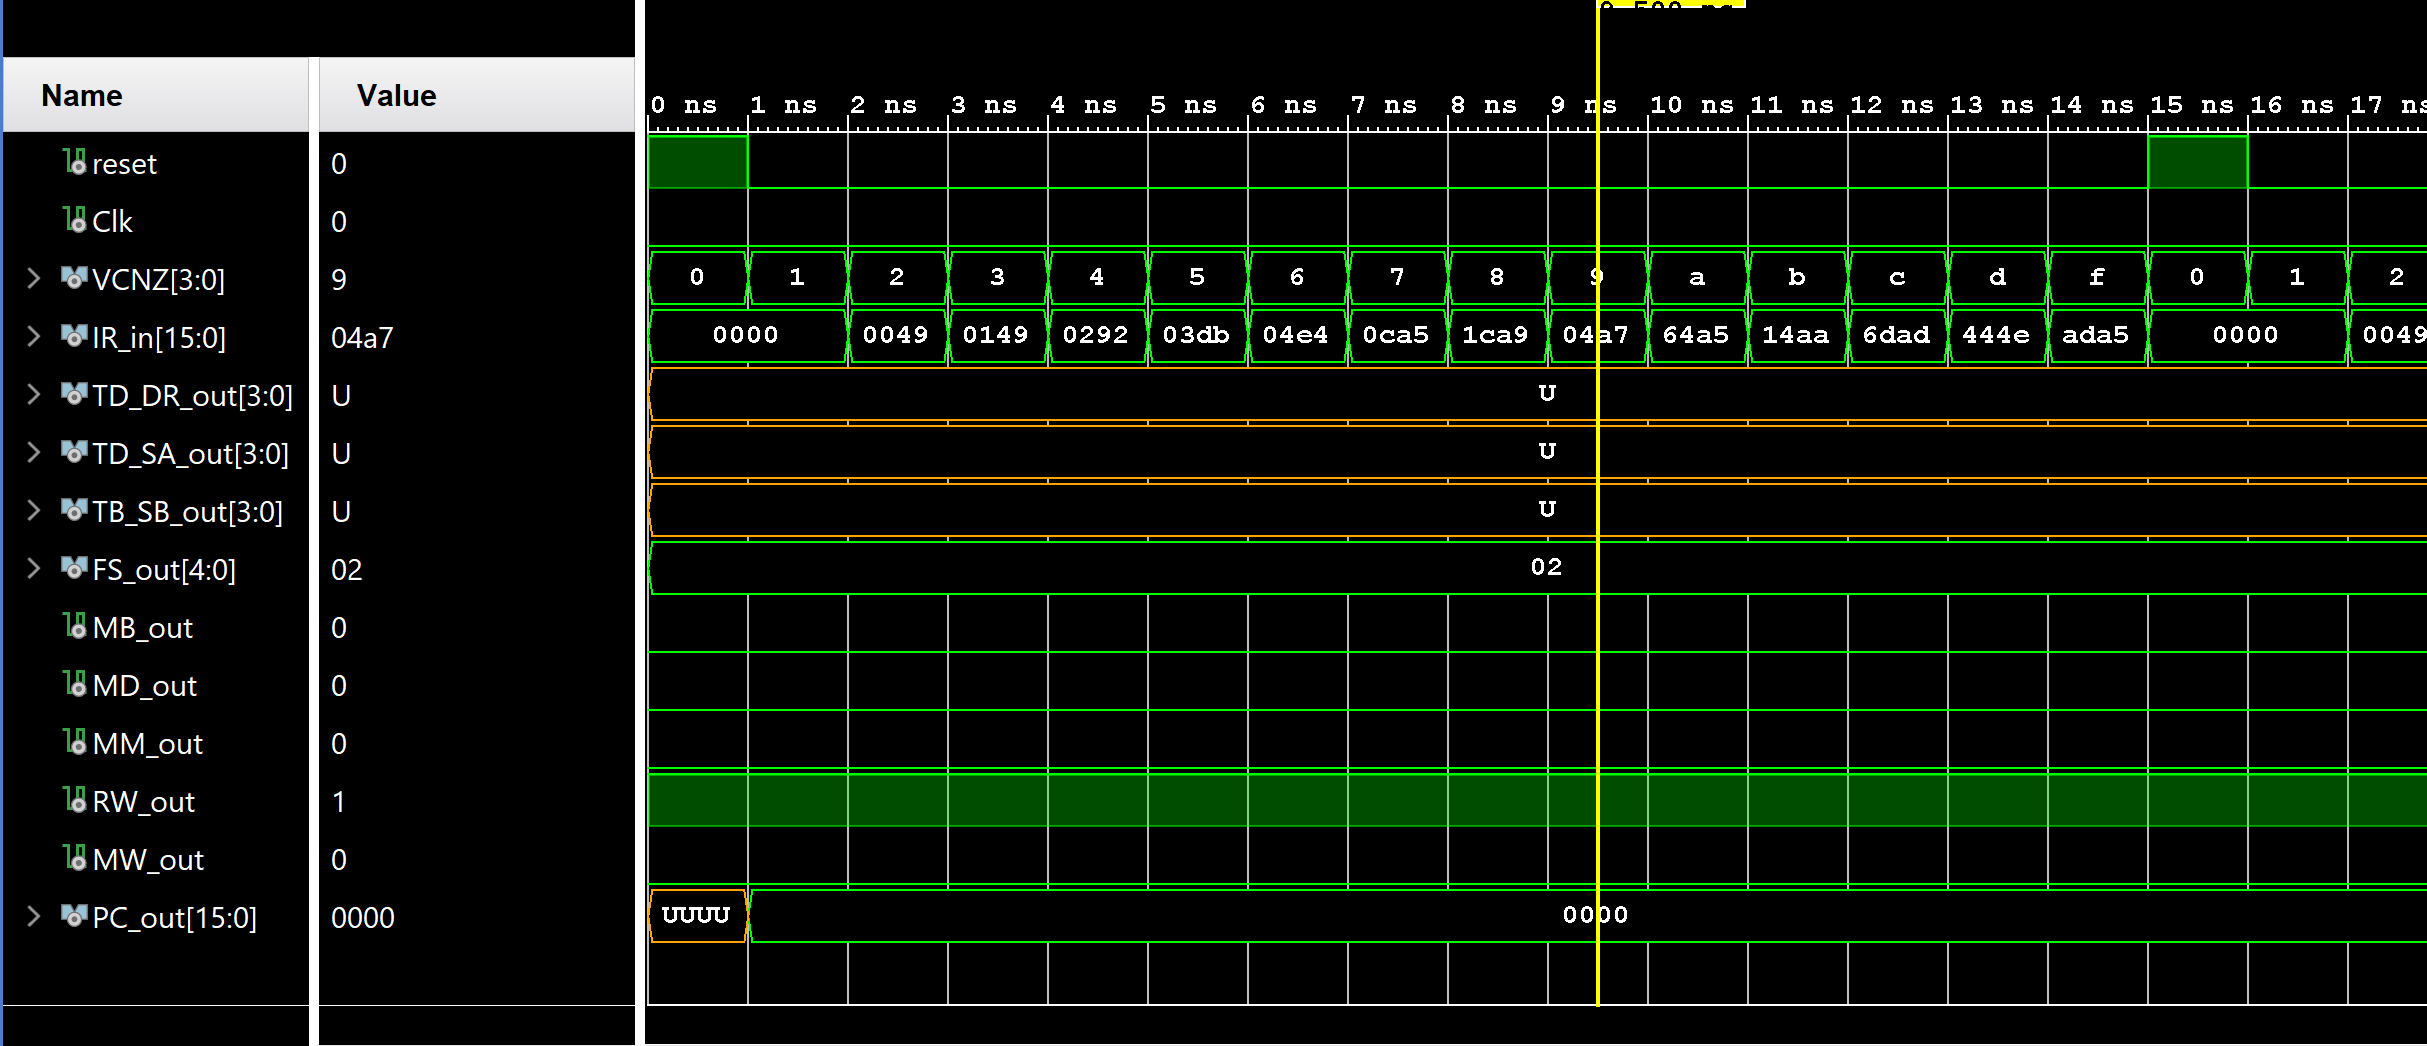 9.500 ns
Name Value
0 ns 1 ns 2 ns 3 ns 4 ns 5 ns 6 ns 7 ns 8 ns 9 ns 10 ns 11 ns 12 ns 13 ns 14 ns 15 ns 16 ns 17 ns
reset 0
Clk 0
VCNZ[3:0] 9 0 1 2 3 4 5 6 7 8 9 a b c d f 0 1 2
IR_in[15:0] 04a7 0000 0049 0149 0292 03db 04e4 0ca5 1ca9 04a7 64a5 14aa 6dad 444e ada5 0000 0049
TD_DR_out[3:0] U U
TD_SA_out[3:0] U U
TB_SB_out[3:0] U U
FS_out[4:0] 02 02
MB_out 0
MD_out 0
MM_out 0
RW_out 1
MW_out 0
PC_out[15:0] 0000 UUUU 0000